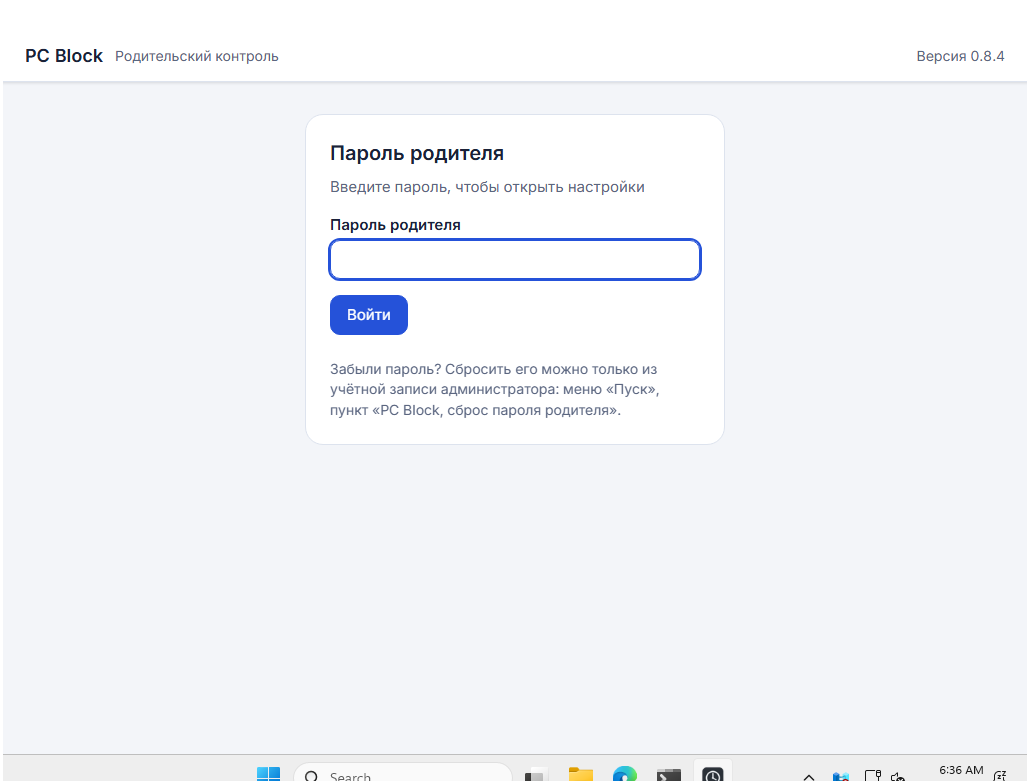 PC Block Родительский контроль Версия 0.8.4
Пароль родителя
Введите пароль, чтобы открыть настройки
Пароль родителя
Войти
Забыли пароль? Сбросить его можно только из
учётной записи администратора: меню «Пуск»,
пункт «PC Block, сброс пароля родителя».
Search
6:36 AM